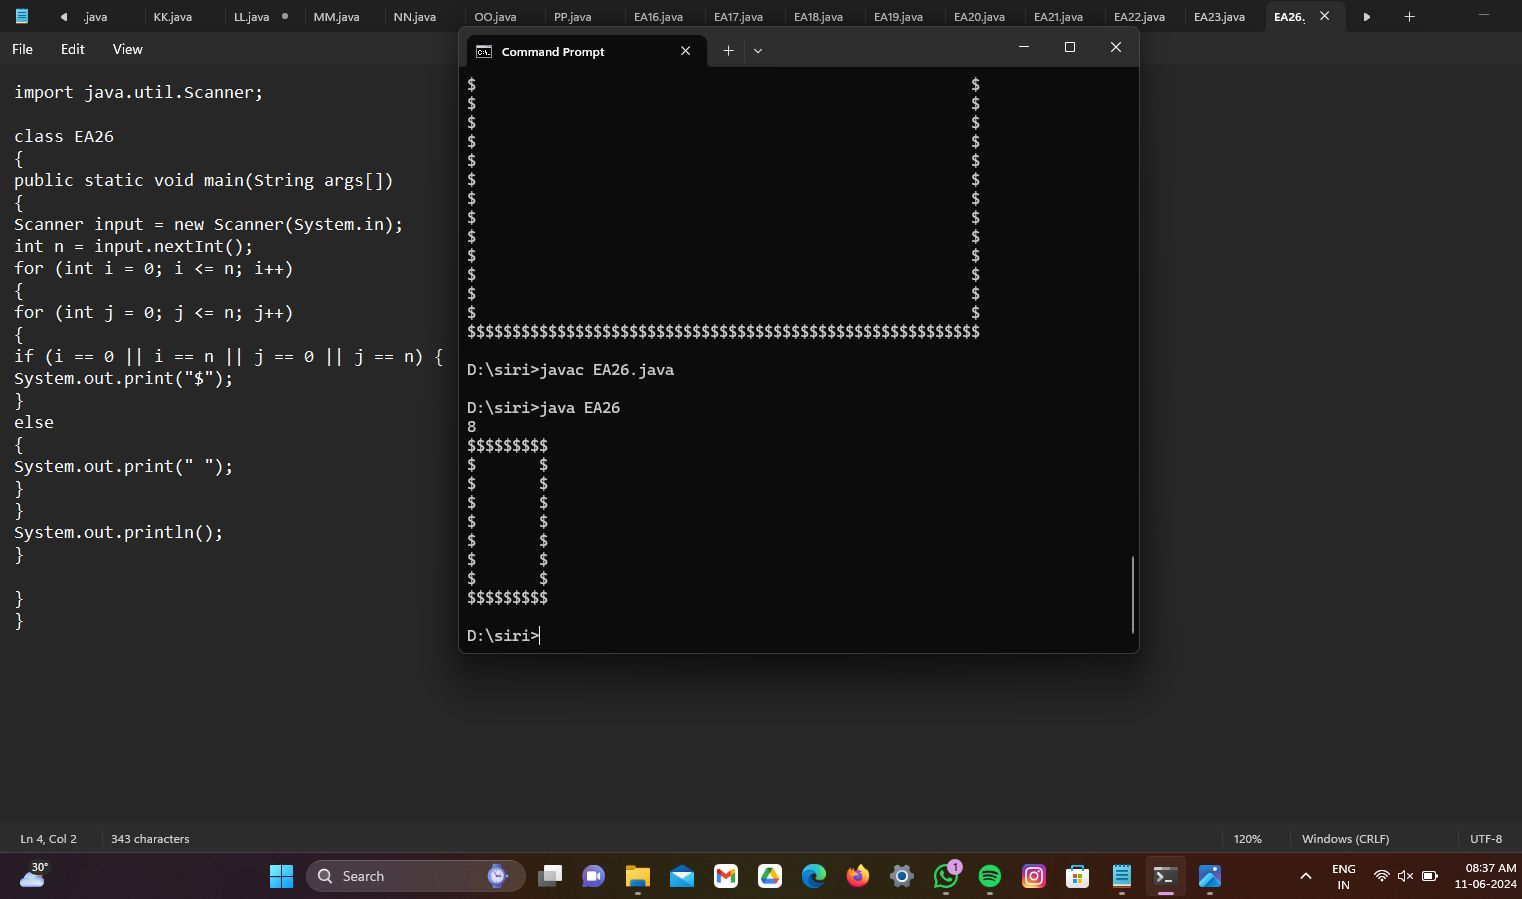 .java KK.java LL.java MM.java NN.java OO.java PP.java EA16.java EA17.java EA18.java EA19.java EA20.java EA21.java EA22.java EA23.java EA26.
File Edit View
import java.util.Scanner;
class EA26
{
public static void main(String args[])
{
Scanner input = new Scanner(System.in);
int n = input.nextInt();
for (int i = 0; i <= n; i++)
{
for (int j = 0; j <= n; j++)
{
if (i == 0 || i == n || j == 0 || j == n) {
System.out.print("$");
}
else
{
System.out.print(" ");
}
}
System.out.println();
}
}
}
Command Prompt
$                                                       $
$                                                       $
$                                                       $
$                                                       $
$                                                       $
$                                                       $
$                                                       $
$                                                       $
$                                                       $
$                                                       $
$                                                       $
$                                                       $
$                                                       $
$$$$$$$$$$$$$$$$$$$$$$$$$$$$$$$$$$$$$$$$$$$$$$$$$$$$$$$$$
D:\siri>javac EA26.java
D:\siri>java EA26
8
$$$$$$$$$
$       $
$       $
$       $
$       $
$       $
$       $
$       $
$$$$$$$$$
D:\siri>
Ln 4, Col 2 343 characters 120% Windows (CRLF) UTF-8
30°
Search
1
ENG
IN
08:37 AM
11-06-2024